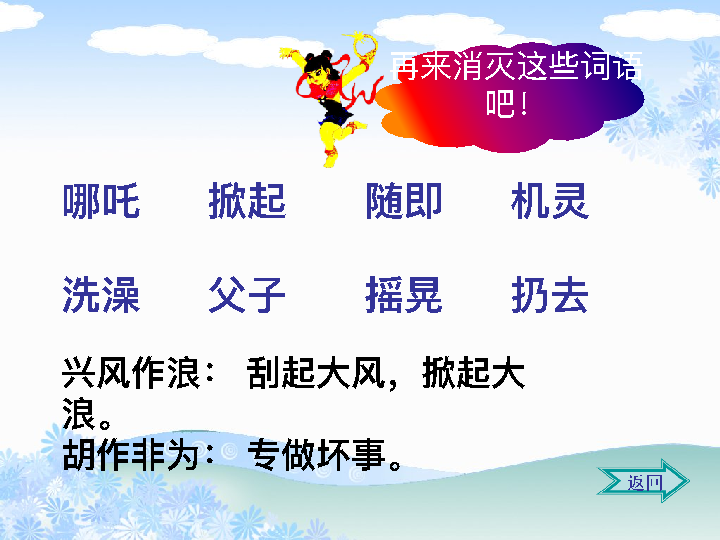 再来消灭这些词语
吧！
哪吒 掀起 随即 机灵
洗澡 父子 摇晃 扔去
兴风作浪： 刮起大风，掀起大
浪。
胡作非为： 专做坏事。
返回